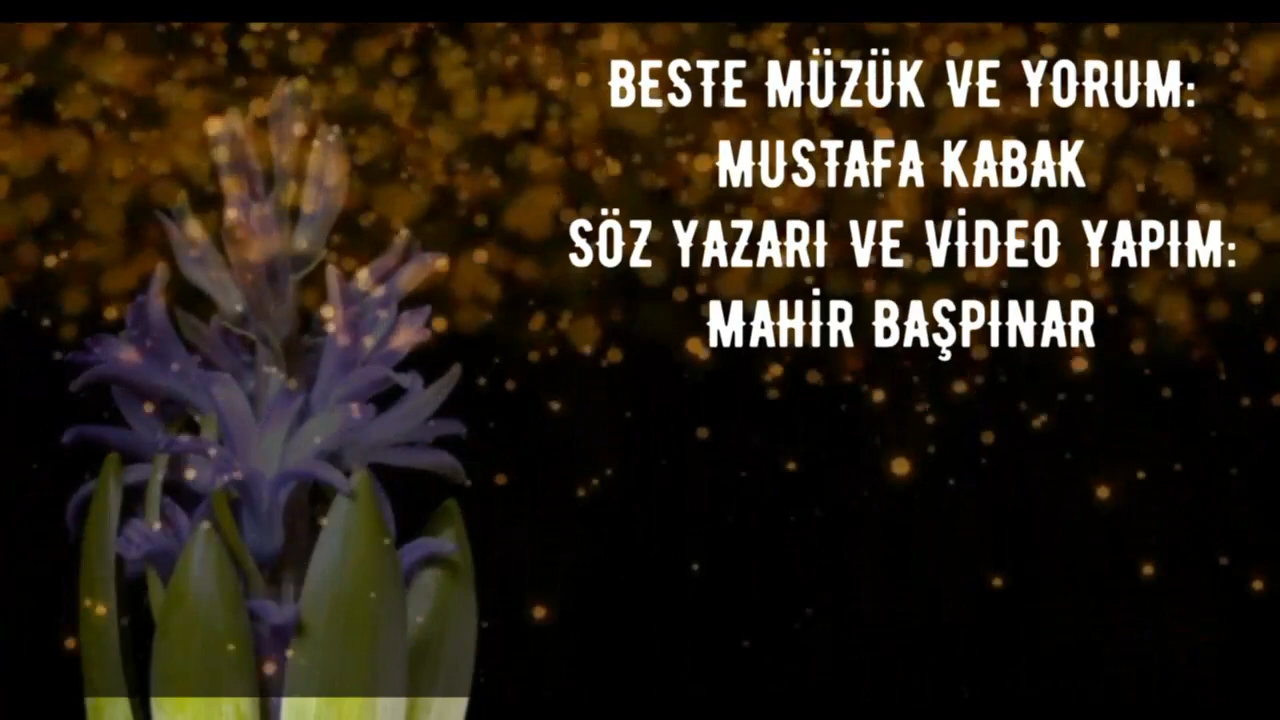 BESTE MÜZÜK VE YORUM:
MUSTAFA KABAK
SÖZ YAZARI VE VİDEO YAPIM:
MAHİR BAŞPINAR